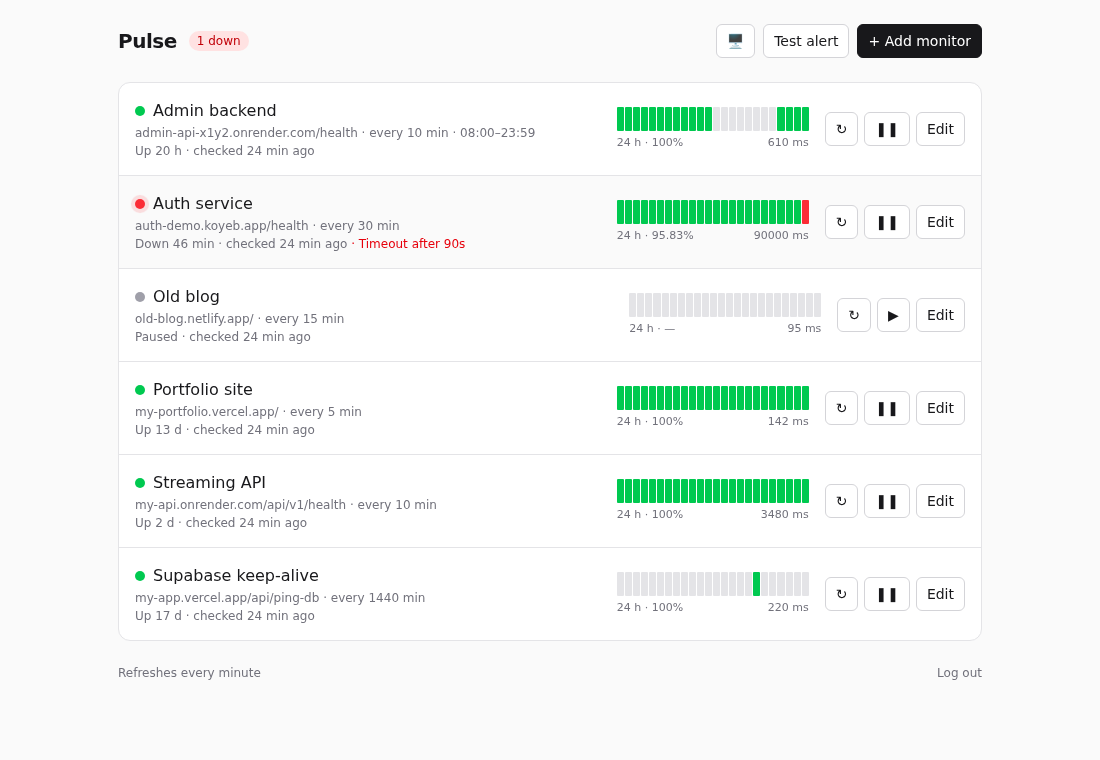 Pulse
1 down
Test alert
+ Add monitor
Admin backend
admin-api-x1y2.onrender.com/health · every 10 min · 08:00–23:59
Up 20 h · checked 24 min ago
24 h · 100%
610 ms
Edit
Auth service
auth-demo.koyeb.app/health · every 30 min
Down 46 min · checked 24 min ago · Timeout after 90s
24 h · 95.83%
90000 ms
Edit
Old blog
old-blog.netlify.app/ · every 15 min
Paused · checked 24 min ago
24 h · —
95 ms
Edit
Portfolio site
my-portfolio.vercel.app/ · every 5 min
Up 13 d · checked 24 min ago
24 h · 100%
142 ms
Edit
Streaming API
my-api.onrender.com/api/v1/health · every 10 min
Up 2 d · checked 24 min ago
24 h · 100%
3480 ms
Edit
Supabase keep-alive
my-app.vercel.app/api/ping-db · every 1440 min
Up 17 d · checked 24 min ago
24 h · 100%
220 ms
Edit
Refreshes every minute
Log out